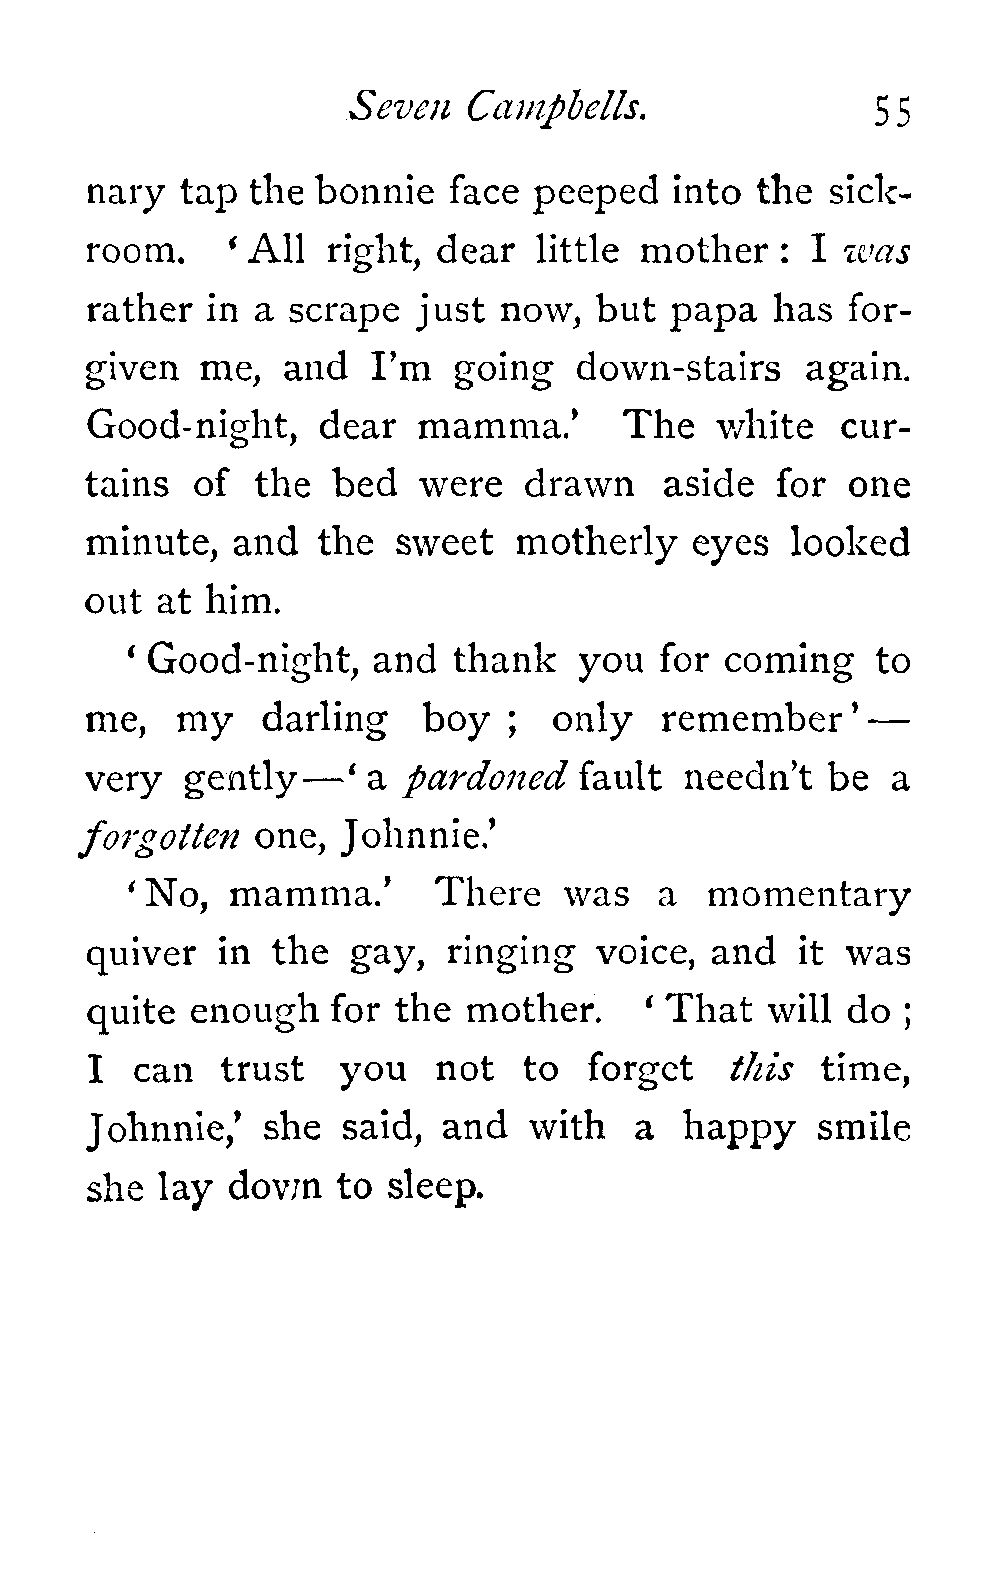 Seven Campbells. 55
nary tap the bonnie face peeped into the sick-
room. ‘All right, dear little mother: I was
rather in a scrape just now, but papa has for-
given me, and I’m going down-stairs again.
Good-night, dear mamma.’ The white cur-
tains of the bed were drawn aside for one
minute, and the sweet motherly eyes looked
out at him.
‘Good-night, and thank you for coming to
me, my darling boy; only remember’—
very gently—‘a pardoned fault needn’t be a
forgotten one, Johnnie.’
‘No, mamma.’ There was a momentary
quiver in the gay, ringing voice, and it was
quite enough for the mother. ‘That will do;
I can trust you not to forget this time,
Johnnie,’ she said, and with a happy smile
she lay down to sleep.